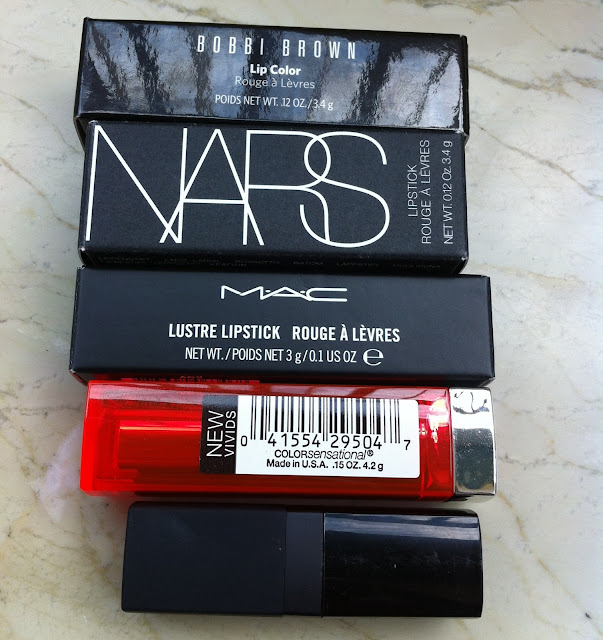 BOBBI BROWN
Lip Color
Rouge à Lèvres
POIDS NET WT. .12 OZ./3.4 g
NARS
LIPSTICK
ROUGE À LÈVRES
NET WT. 0.12 OZ. 3.4 g
M·A·C
LUSTRE LIPSTICK ROUGE À LÈVRES
NET WT./POIDS NET 3 g/0.1 US OZ e
NEW
VIVIDS
0 41554 29504 7
COLORsensational®
Made in U.S.A. .15 OZ. 4.2 g